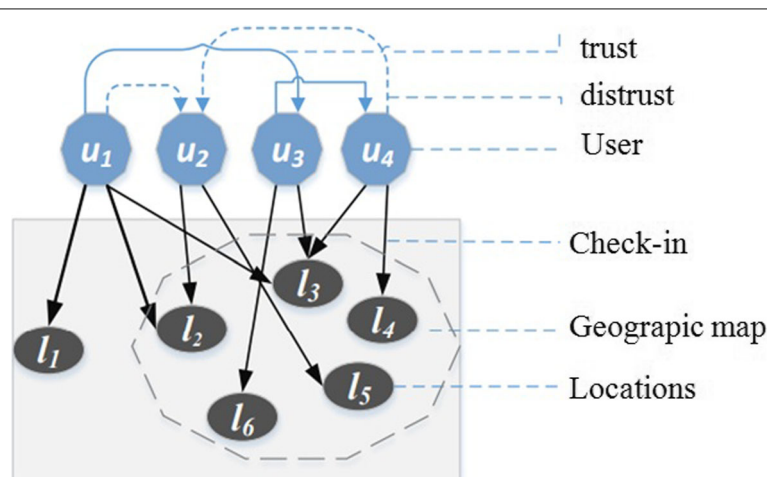 trust
distrust
u1 u2 u3 u4
User
Check-in
l3
l4
l2
l1
Geograpic map
l5
Locations
l6